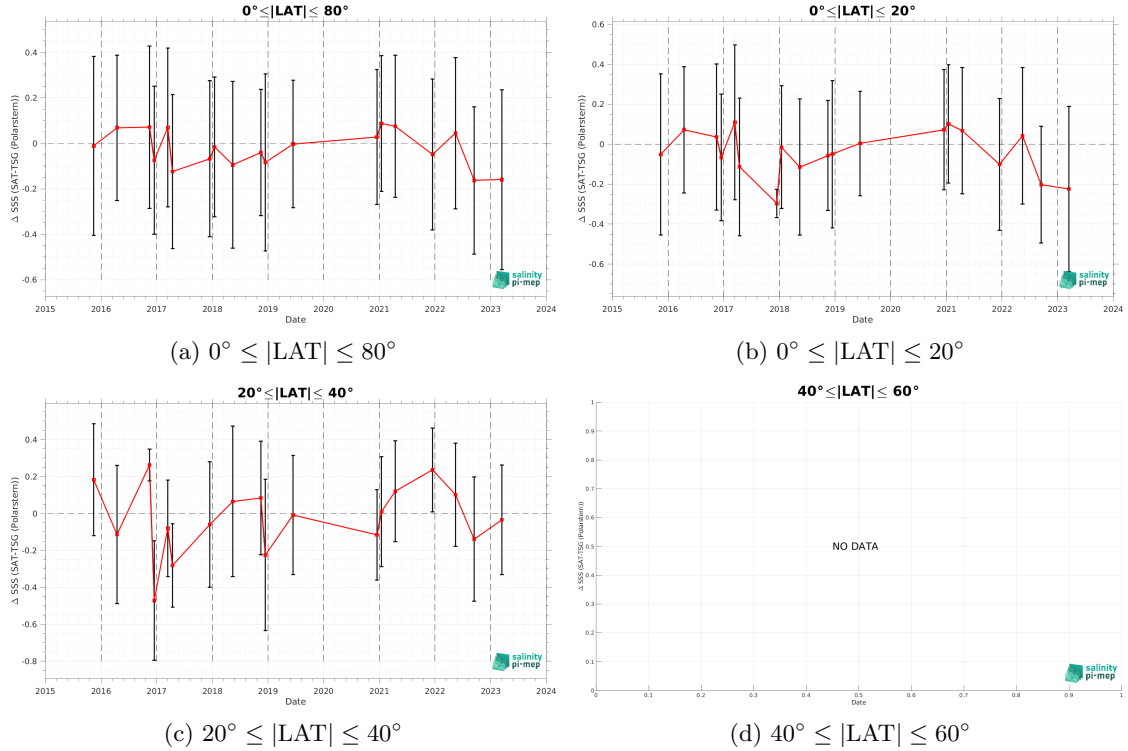 0°≤|LAT|≤ 80°
Δ SSS (SAT-TSG (Polarstern))
0.4
0.2
0
-0.2
-0.4
-0.6
2015 2016 2017 2018 2019 2020 2021 2022 2023 2024
Date
salinity
pi-mep
(a) 0° ≤ |LAT| ≤ 80°
0°≤|LAT|≤ 20°
Δ SSS (SAT-TSG (Polarstern))
0.6
0.4
0.2
0
-0.2
-0.4
-0.6
2015 2016 2017 2018 2019 2020 2021 2022 2023 2024
Date
salinity
pi-mep
(b) 0° ≤ |LAT| ≤ 20°
20°≤|LAT|≤ 40°
Δ SSS (SAT-TSG (Polarstern))
0.4
0.2
0
-0.2
-0.4
-0.6
-0.8
2015 2016 2017 2018 2019 2020 2021 2022 2023 2024
Date
salinity
pi-mep
(c) 20° ≤ |LAT| ≤ 40°
40°≤|LAT|≤ 60°
Δ SSS (SAT-TSG (Polarstern))
1
0.9
0.8
0.7
0.6
0.5
0.4
0.3
0.2
0.1
0
NO DATA
0 0.1 0.2 0.3 0.4 0.5 0.6 0.7 0.8 0.9 1
Date
salinity
pi-mep
(d) 40° ≤ |LAT| ≤ 60°